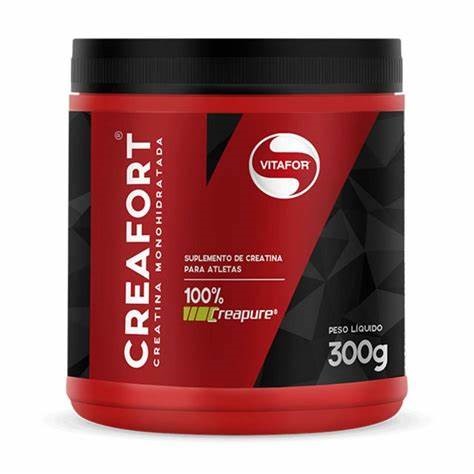 CREAFORT®
CREATINA MONOHIDRATADA
VITAFOR®
SUPLEMENTO DE CREATINA
PARA ATLETAS
100%
Creapure®
PESO LÍQUIDO
300g